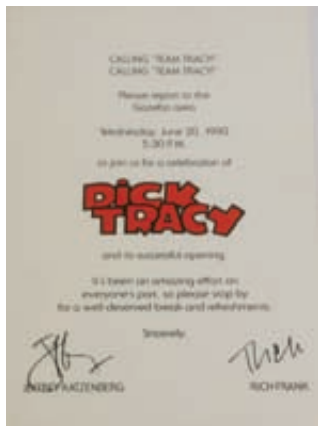 CALLING "TEAM TRACY"
CALLING "TEAM TRACY"
Please report to the
Gazebo area
Wednesday, June 20, 1990
5:30 P.M.
to join us for a celebration of
DiCK
TRACY
and its successful opening.
It's been an amazing effort on
everyone's part, so please stop by
for a well-deserved break and refreshments.
Sincerely,
Jeffrey Rich
JEFFREY KATZENBERG RICH FRANK